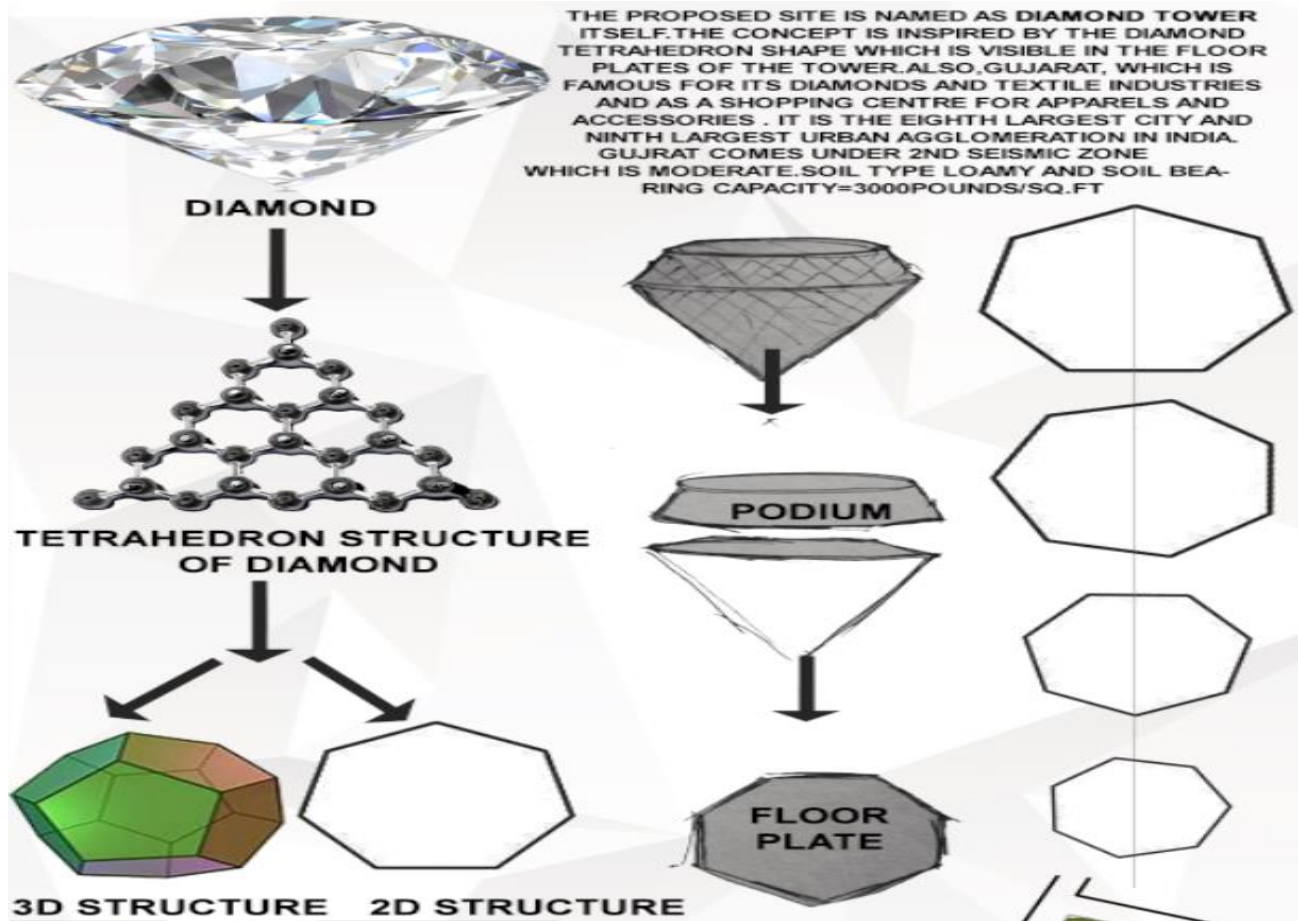 THE PROPOSED SITE IS NAMED AS DIAMOND TOWER
ITSELF.THE CONCEPT IS INSPIRED BY THE DIAMOND
TETRAHEDRON SHAPE WHICH IS VISIBLE IN THE FLOOR
PLATES OF THE TOWER.ALSO,GUJARAT, WHICH IS
FAMOUS FOR ITS DIAMONDS AND TEXTILE INDUSTRIES
AND AS A SHOPPING CENTRE FOR APPARELS AND
ACCESSORIES . IT IS THE EIGHTH LARGEST CITY AND
NINTH LARGEST URBAN AGGLOMERATION IN INDIA.
GUJRAT COMES UNDER 2ND SEISMIC ZONE
WHICH IS MODERATE.SOIL TYPE LOAMY AND SOIL BEA-
RING CAPACITY=3000POUNDS/SQ.FT
DIAMOND
TETRAHEDRON STRUCTURE
OF DIAMOND
3D STRUCTURE
2D STRUCTURE
PODIUM
FLOOR
PLATE